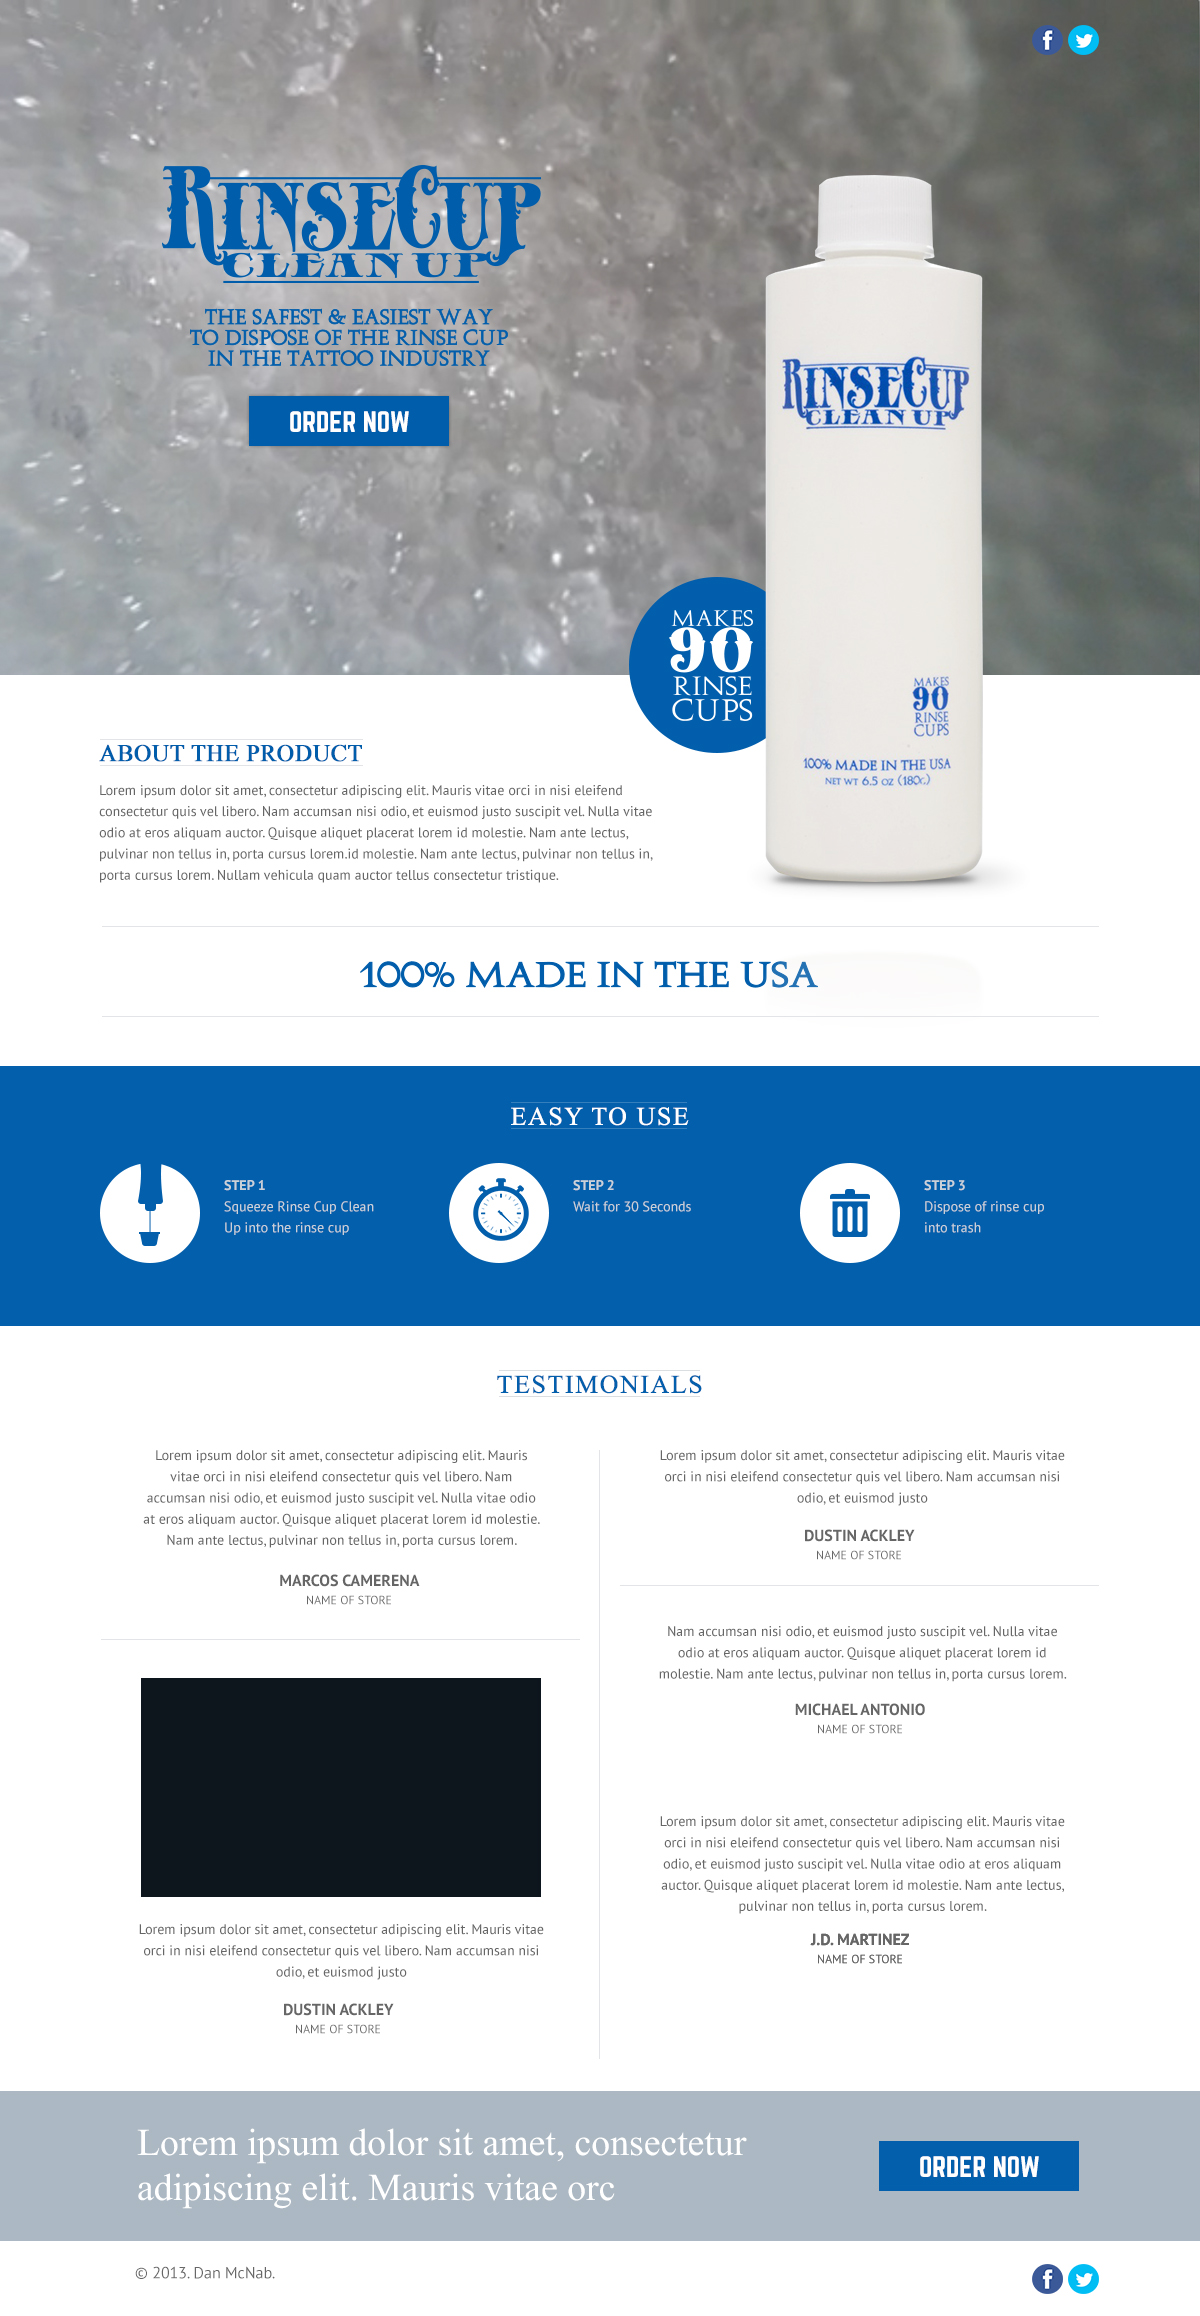 RINSECUP
CLEAN UP
THE SAFEST & EASIEST WAY
TO DISPOSE OF THE RINSE CUP
IN THE TATTOO INDUSTRY
ORDER NOW
RINSECUP
CLEAN UP
MAKES
90
RINSE
CUPS
MAKES
90
RINSE
CUPS
100% MADE IN THE USA
NET WT 6.5 OZ (180G.)
ABOUT THE PRODUCT
Lorem ipsum dolor sit amet, consectetur adipiscing elit. Mauris vitae orci in nisi eleifend
consectetur quis vel libero. Nam accumsan nisi odio, et euismod justo suscipit vel. Nulla vitae
odio at eros aliquam auctor. Quisque aliquet placerat lorem id molestie. Nam ante lectus,
pulvinar non tellus in, porta cursus lorem.id molestie. Nam ante lectus, pulvinar non tellus in,
porta cursus lorem. Nullam vehicula quam auctor tellus consectetur tristique.
100% MADE IN THE USA
EASY TO USE
STEP 1
Squeeze Rinse Cup Clean
Up into the rinse cup
STEP 2
Wait for 30 Seconds
STEP 3
Dispose of rinse cup
into trash
TESTIMONIALS
Lorem ipsum dolor sit amet, consectetur adipiscing elit. Mauris
vitae orci in nisi eleifend consectetur quis vel libero. Nam
accumsan nisi odio, et euismod justo suscipit vel. Nulla vitae odio
at eros aliquam auctor. Quisque aliquet placerat lorem id molestie.
Nam ante lectus, pulvinar non tellus in, porta cursus lorem.
MARCOS CAMERENA
NAME OF STORE
Lorem ipsum dolor sit amet, consectetur adipiscing elit. Mauris vitae
orci in nisi eleifend consectetur quis vel libero. Nam accumsan nisi
odio, et euismod justo
DUSTIN ACKLEY
NAME OF STORE
Lorem ipsum dolor sit amet, consectetur adipiscing elit. Mauris vitae
orci in nisi eleifend consectetur quis vel libero. Nam accumsan nisi
odio, et euismod justo
DUSTIN ACKLEY
NAME OF STORE
Nam accumsan nisi odio, et euismod justo suscipit vel. Nulla vitae
odio at eros aliquam auctor. Quisque aliquet placerat lorem id
molestie. Nam ante lectus, pulvinar non tellus in, porta cursus lorem.
MICHAEL ANTONIO
NAME OF STORE
Lorem ipsum dolor sit amet, consectetur adipiscing elit. Mauris vitae
orci in nisi eleifend consectetur quis vel libero. Nam accumsan nisi
odio, et euismod justo suscipit vel. Nulla vitae odio at eros aliquam
auctor. Quisque aliquet placerat lorem id molestie. Nam ante lectus,
pulvinar non tellus in, porta cursus lorem.
J.D. MARTINEZ
NAME OF STORE
Lorem ipsum dolor sit amet, consectetur
adipiscing elit. Mauris vitae orc
ORDER NOW
© 2013. Dan McNab.